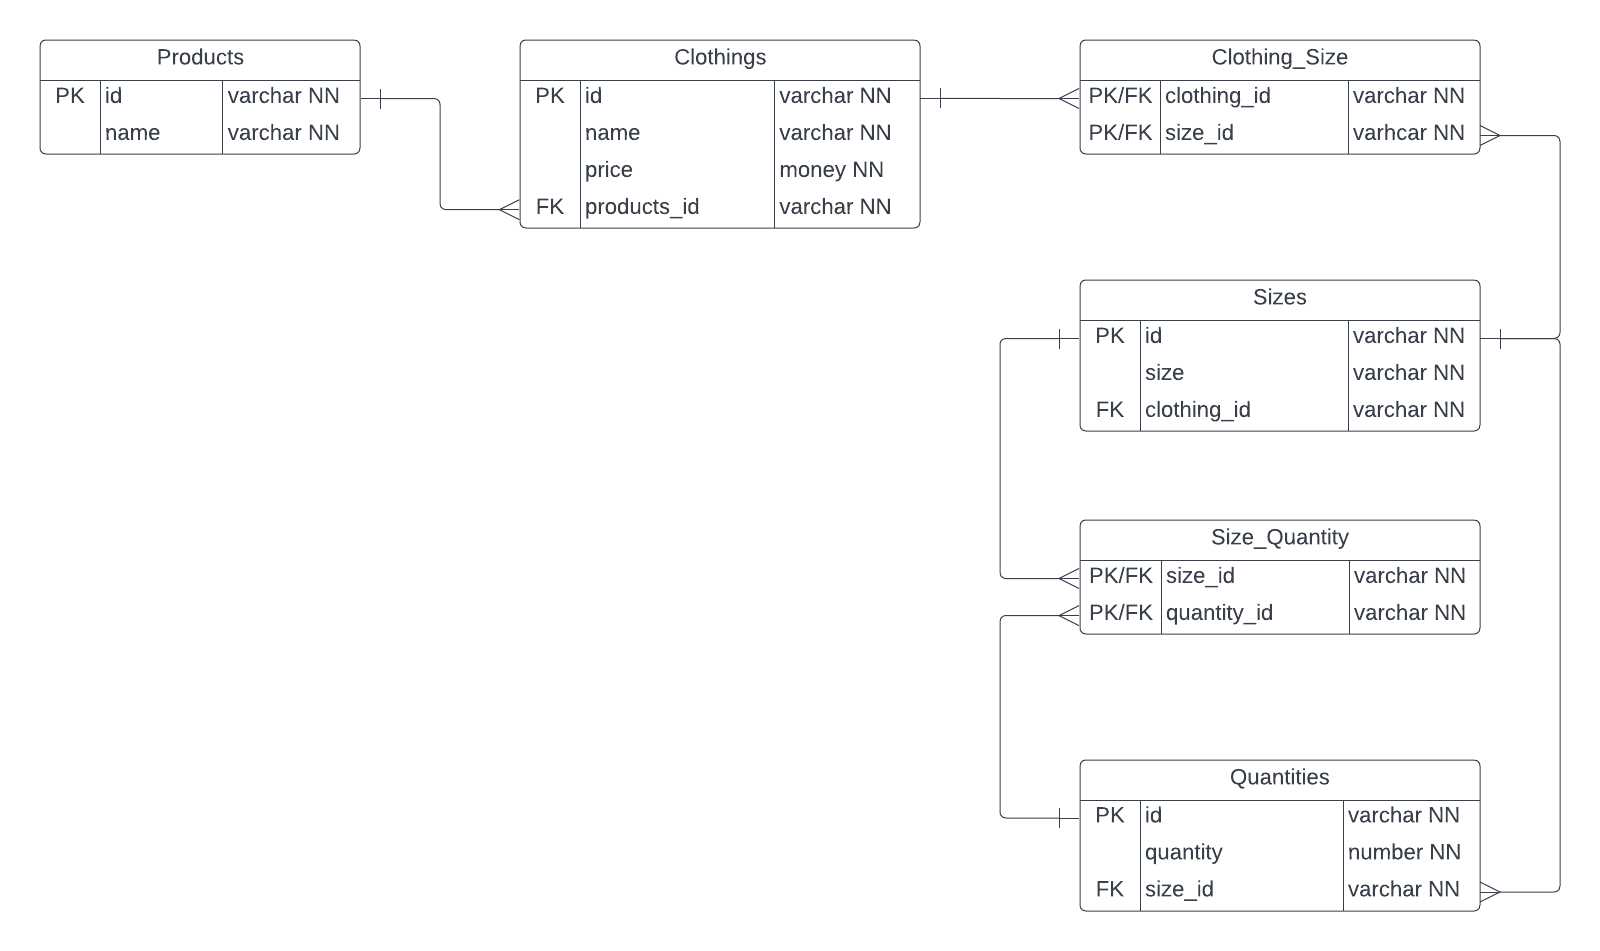 Products
PK id varchar NN
name varchar NN
Clothings
PK id varchar NN
name varchar NN
price money NN
FK products_id varchar NN
Clothing_Size
PK/FK clothing_id varchar NN
PK/FK size_id varhcar NN
Sizes
PK id varchar NN
size varchar NN
FK clothing_id varchar NN
Size_Quantity
PK/FK size_id varchar NN
PK/FK quantity_id varchar NN
Quantities
PK id varchar NN
quantity number NN
FK size_id varchar NN